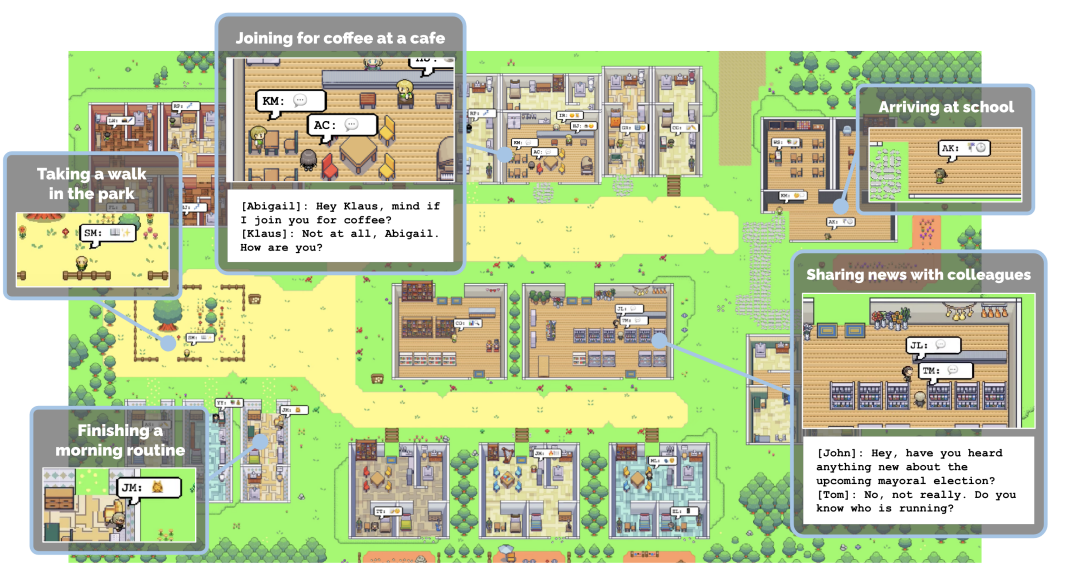 Joining for coffee at a cafe
KM:
AC:
[Abigail]: Hey Klaus, mind if
I join you for coffee?
[Klaus]: Not at all, Abigail.
How are you?
Arriving at school
AK:
Taking a walk
in the park
SM:
Sharing news with colleagues
JL:
TM:
[John]: Hey, have you heard
anything new about the
upcoming mayoral election?
[Tom]: No, not really. Do you
know who is running?
Finishing a
morning routine
JM: